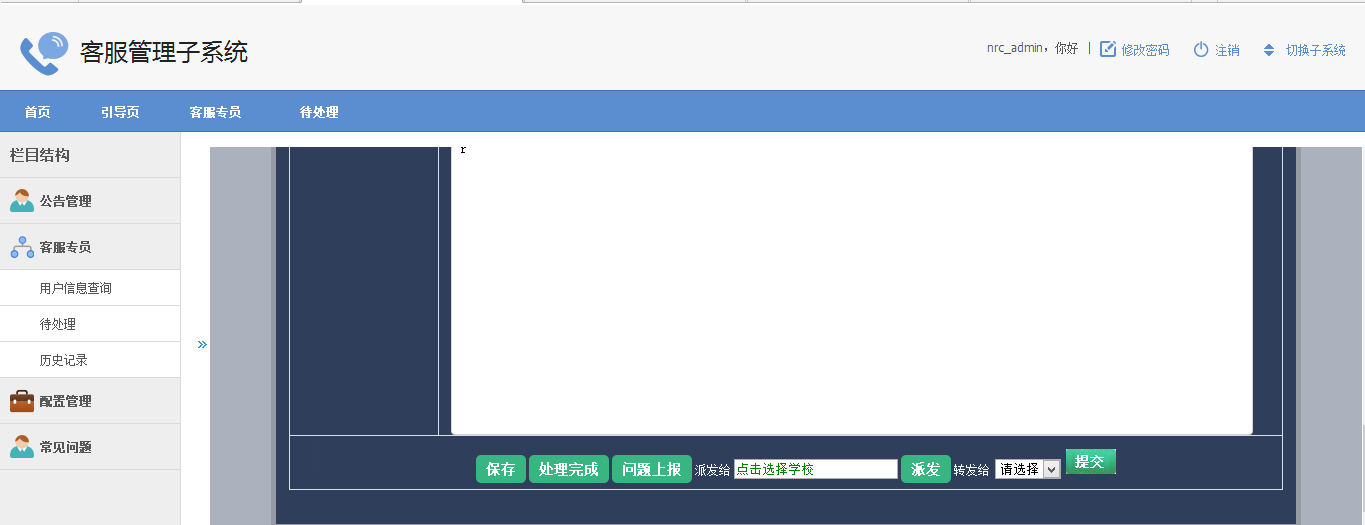 客服管理子系统
nrc_admin，你好 | 修改密码 注销 切换子系统
首页 引导页 客服专员 待处理
栏目结构
公告管理
客服专员
用户信息查询
待处理
历史记录
配置管理
常见问题
»
r
保存 处理完成 问题上报 派发给 点击选择学校 派发 转发给 请选择 提交